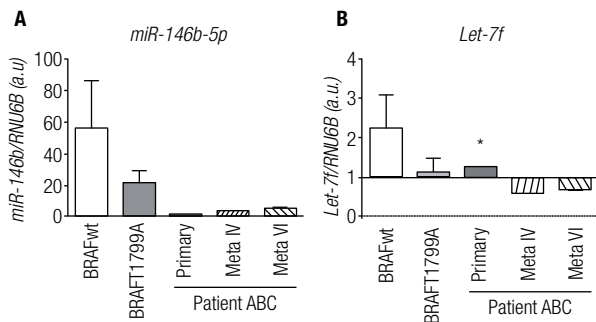 A
miR-146b-5p
miR-146b/RNU6B (a.u)
100
80
60
40
20
0
BRAFwt
BRAFT1799A
Primary
Meta IV
Meta VI
Patient ABC
B
Let-7f
Let-7f/RNU6B (a.u.)
4
3
2
1
0
*
BRAFwt
BRAFT1799A
Primary
Meta IV
Meta VI
Patient ABC